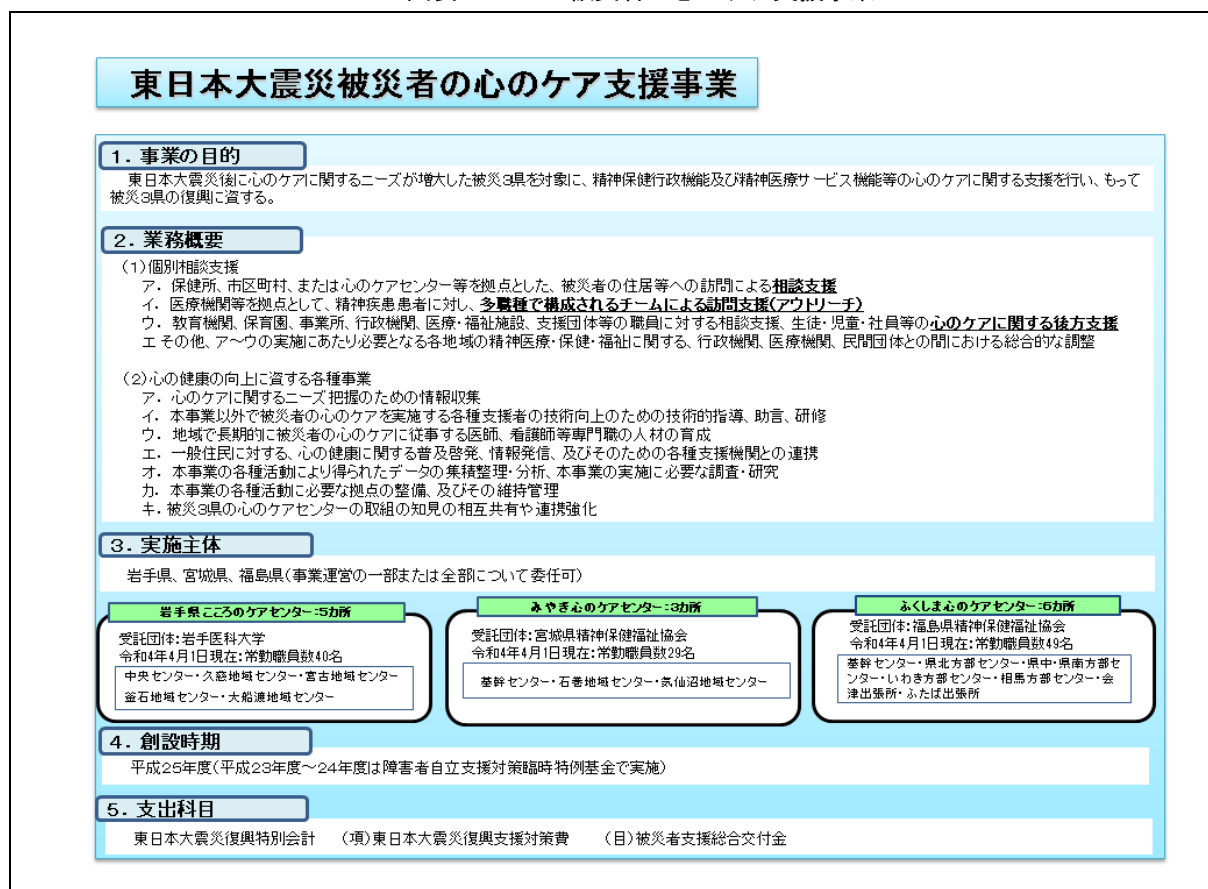 東日本大震災被災者の心のケア支援事業
1．事業の目的
東日本大震災後に心のケアに関するニーズが増大した被災3県を対象に、精神保健行政機能及び精神医療サービス機能等の心のケアに関する支援を行い、もって
被災3県の復興に資する。
2．業務概要
(1)個別相談支援
ア．保健所、市区町村、または心のケアセンター等を拠点とした、被災者の住居等への訪問による相談支援
イ．医療機関等を拠点として、精神疾患患者に対し、多職種で構成されるチームによる訪問支援(アウトリーチ)
ウ．教育機関、保育園、事業所、行政機関、医療・福祉施設、支援団体等の職員に対する相談支援、生徒・児童・社員等の心のケアに関する後方支援
エ その他、ア～ウの実施にあたり必要となる各地域の精神医療・保健・福祉に関する、行政機関、医療機関、民間団体との間における総合的な調整
(2)心の健康の向上に資する各種事業
ア．心のケアに関するニーズ把握のための情報収集
イ．本事業以外で被災者の心のケアを実施する各種支援者の技術向上のための技術的指導、助言、研修
ウ．地域で長期的に被災者の心のケアに従事する医師、看護師等専門職の人材の育成
エ．一般住民に対する、心の健康に関する普及啓発、情報発信、及びそのための各種支援機関との連携
オ．本事業の各種活動により得られたデータの集積整理・分析、本事業の実施に必要な調査・研究
カ．本事業の各種活動に必要な拠点の整備、及びその維持管理
キ．被災3県の心のケアセンターの取組の知見の相互共有や連携強化
3．実施主体
岩手県、宮城県、福島県(事業運営の一部または全部について委任可)
岩手県こころのケアセンター：5カ所
受託団体：岩手医科大学
令和4年4月1日現在：常勤職員数40名
中央センター・久慈地域センター・宮古地域センター
釜石地域センター・大船渡地域センター
みやぎ心のケアセンター：3カ所
受託団体：宮城県精神保健福祉協会
令和4年4月1日現在：常勤職員数29名
基幹センター・石巻地域センター・気仙沼地域センター
ふくしま心のケアセンター：6カ所
受託団体：福島県精神保健福祉協会
令和4年4月1日現在：常勤職員数49名
基幹センター・県北方部センター・県中・県南方部セ
ンター・いわき方部センター・相馬方部センター・会
津出張所・ふたば出張所
4．創設時期
平成25年度(平成23年度～24年度は障害者自立支援対策臨時特例基金で実施)
5．支出科目
東日本大震災復興特別会計　(項)東日本大震災復興支援対策費　(目)被災者支援総合交付金